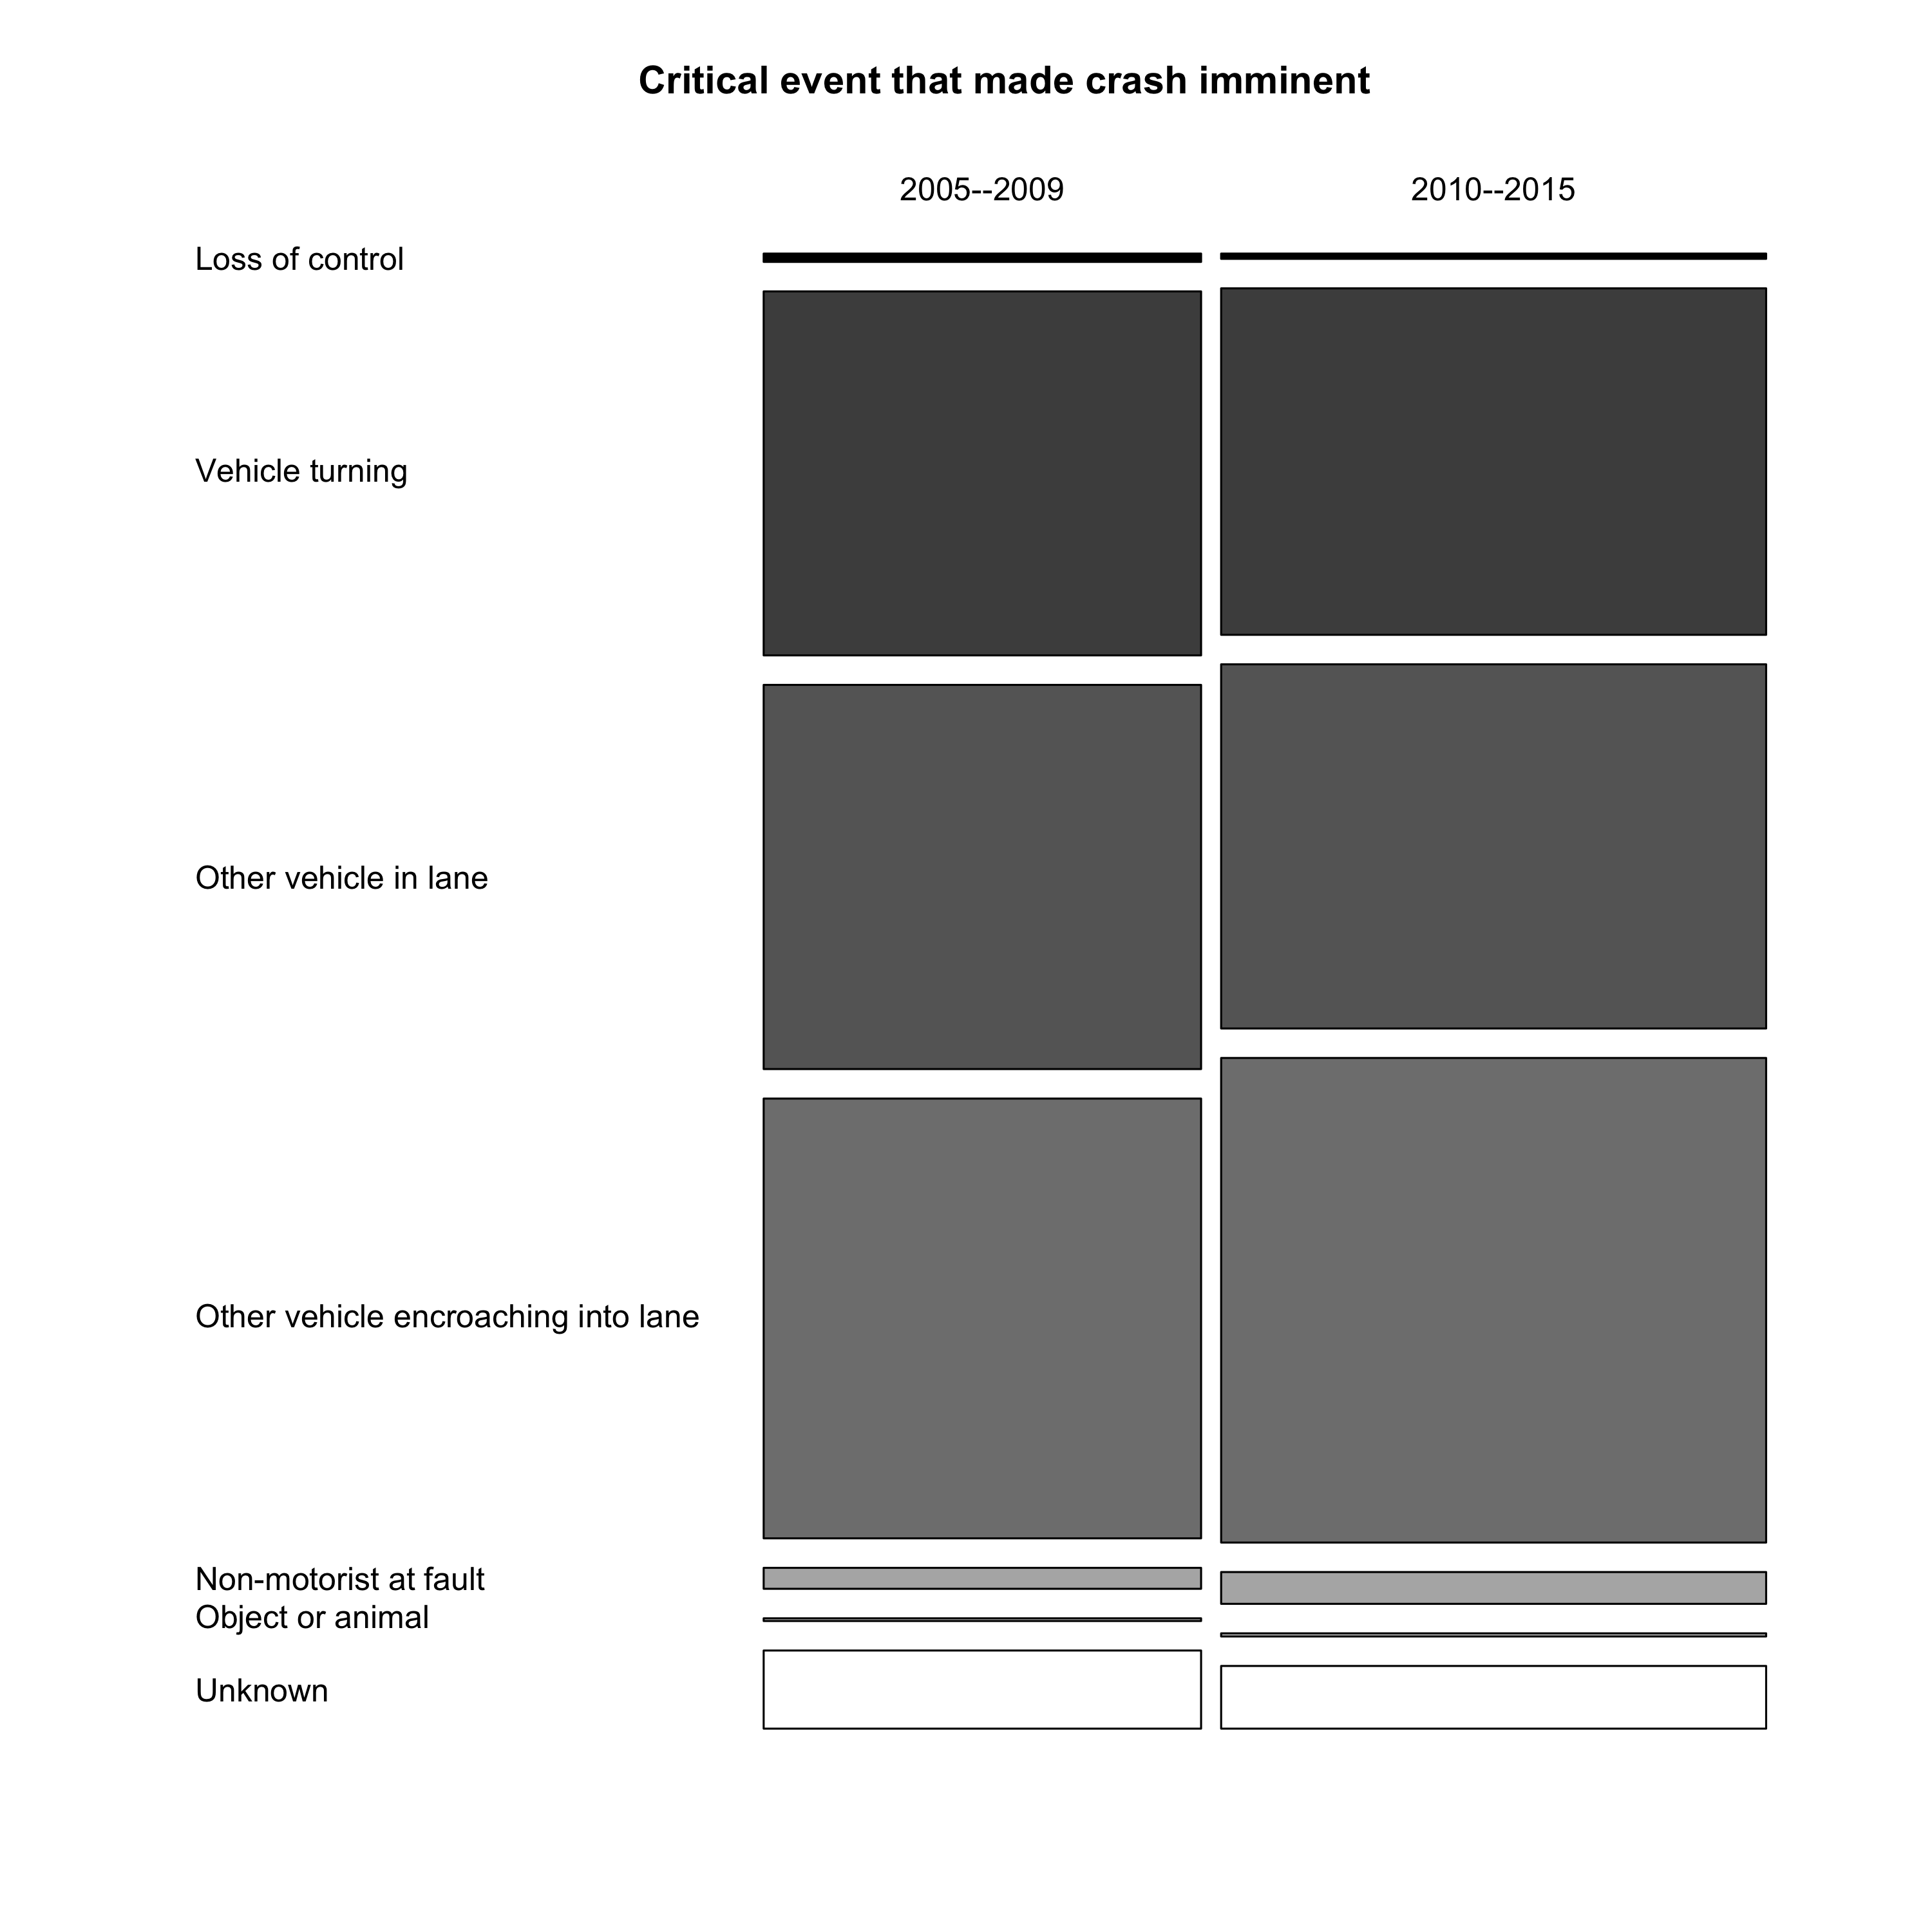 Critical event that made crash imminent
2005--2009 2010--2015
Loss of control
Vehicle turning
Other vehicle in lane
Other vehicle encroaching into lane
Non-motorist at fault
Object or animal
Unknown